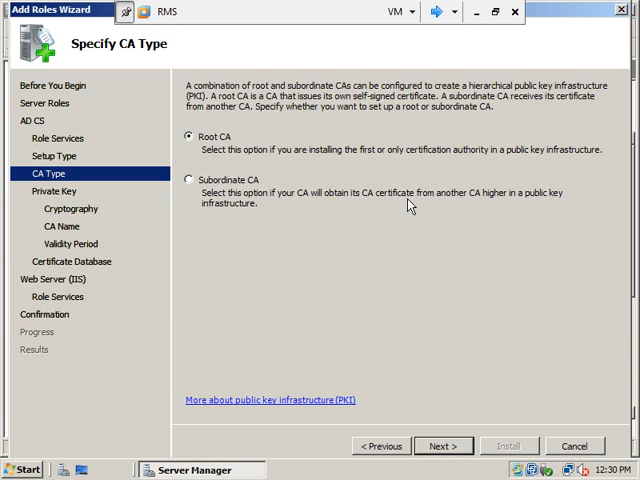 Add Roles Wizard
RMS
VM
Specify CA Type
Before You Begin
Server Roles
AD CS
Role Services
Setup Type
CA Type
Private Key
Cryptography
CA Name
Validity Period
Certificate Database
Web Server (IIS)
Role Services
Confirmation
Progress
Results
A combination of root and subordinate CAs can be configured to create a hierarchical public key infrastructure
(PKI). A root CA is a CA that issues its own self-signed certificate. A subordinate CA receives its certificate
from another CA. Specify whether you want to set up a root or subordinate CA.
Root CA
Select this option if you are installing the first or only certification authority in a public key infrastructure.
Subordinate CA
Select this option if your CA will obtain its CA certificate from another CA higher in a public key
infrastructure.
More about public key infrastructure (PKI)
< Previous
Next >
Install
Cancel
Start
Server Manager
12:30 PM